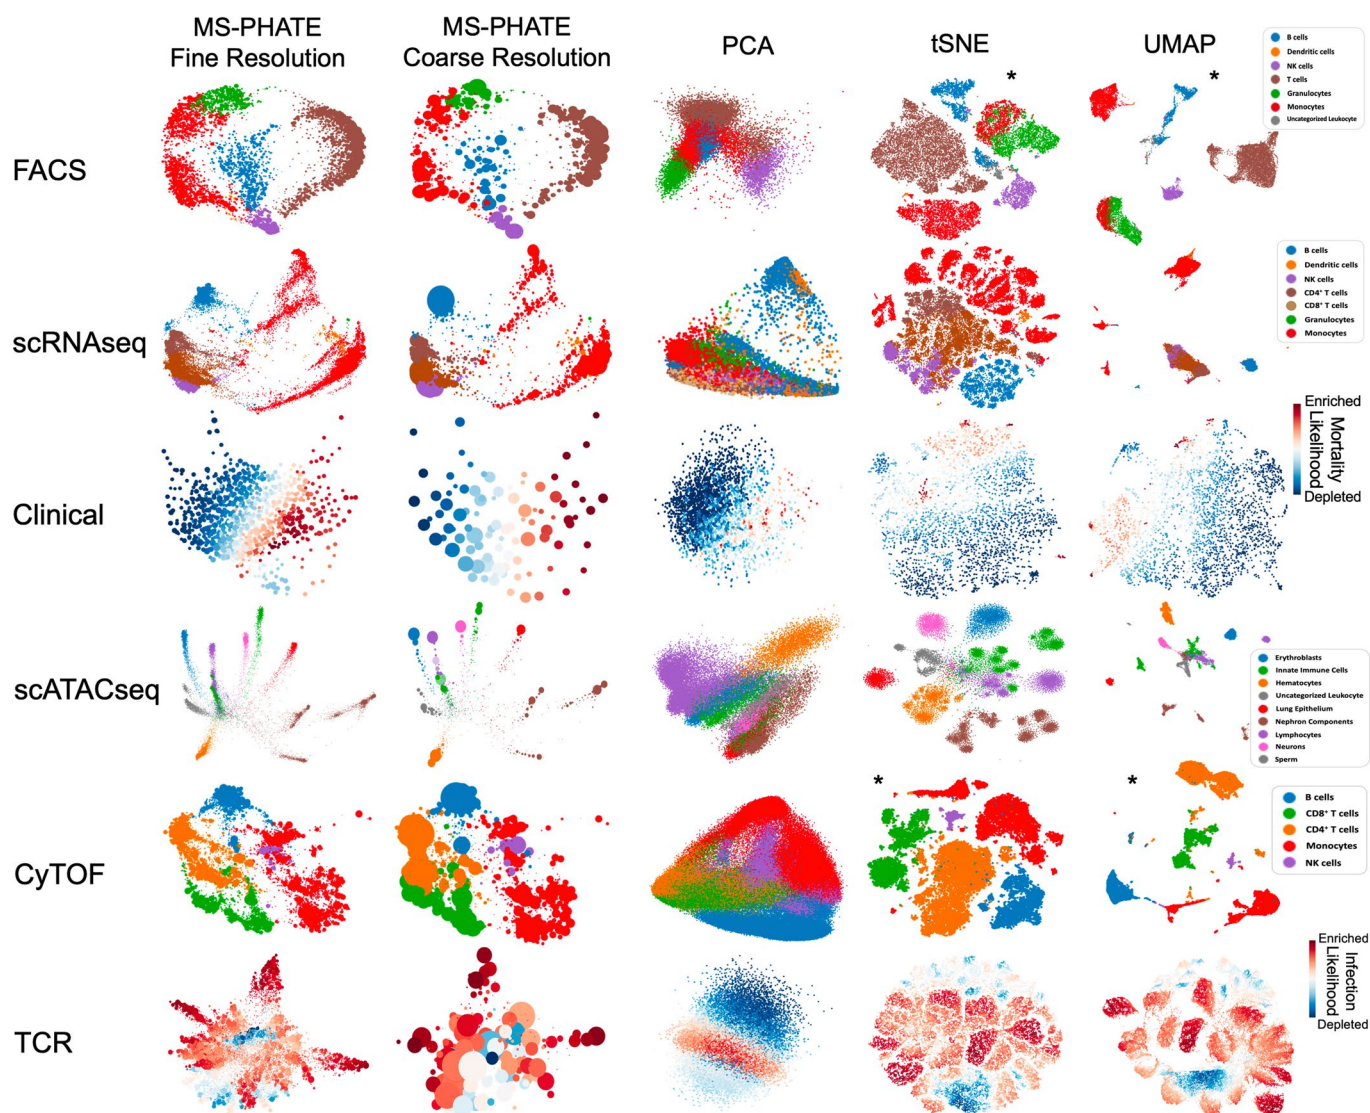 MS-PHATE
Fine Resolution
MS-PHATE
Coarse Resolution
PCA
tSNE
UMAP
*
*
B cells
Dendritic cells
NK cells
T cells
Granulocytes
Monocytes
Uncategorized Leukocyte
FACS
B cells
Dendritic cells
NK cells
CD4⁺ T cells
CD8⁺ T cells
Granulocytes
Monocytes
scRNAseq
Enriched
Mortality
Likelihood
Depleted
Clinical
scATACseq
Erythroblasts
Innate Immune Cells
Hematocytes
Uncategorized Leukocyte
Lung Epithelium
Nephron Components
Lymphocytes
Neurons
Sperm
*
*
B cells
CD8⁺ T cells
CD4⁺ T cells
Monocytes
NK cells
CyTOF
Enriched
Infection
Likelihood
Depleted
TCR